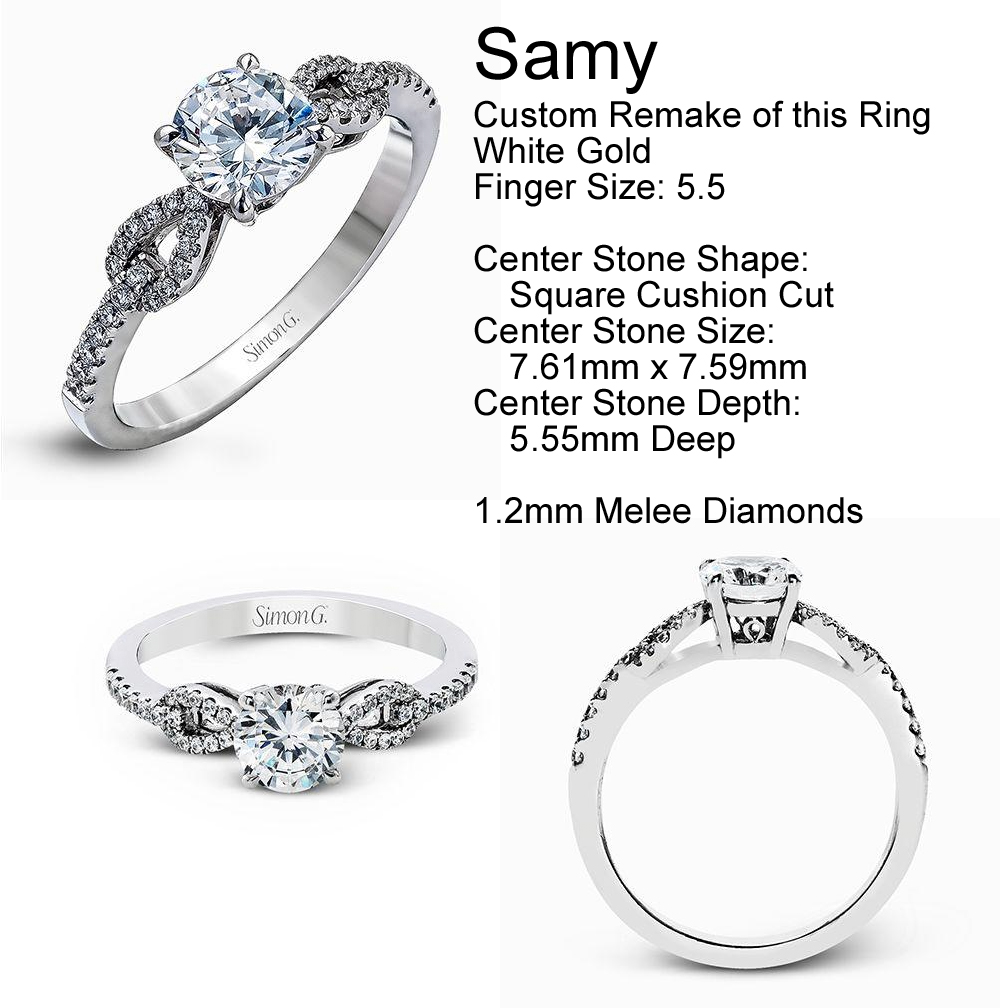 Samy
Custom Remake of this Ring
White Gold
Finger Size: 5.5
Center Stone Shape:
Square Cushion Cut
Center Stone Size:
7.61mm x 7.59mm
Center Stone Depth:
5.55mm Deep
1.2mm Melee Diamonds
Simon G.
Simon G.